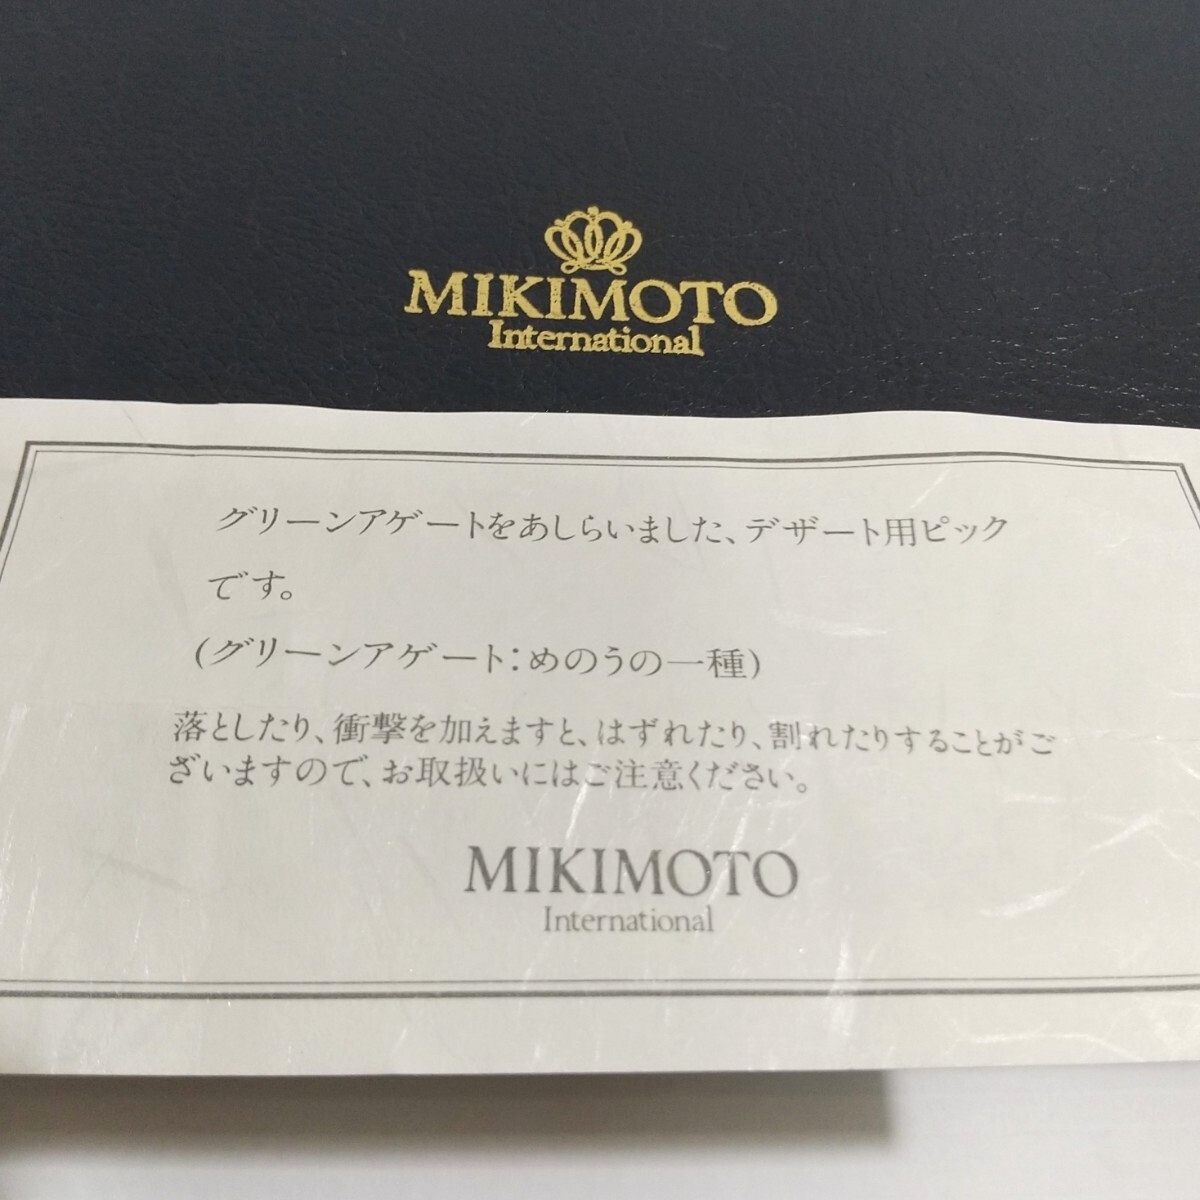 MIKIMOTO
International
グリーンアゲートをあしらいました、デザート用ピック
です。
(グリーンアゲート：めのうの一種)
落としたり、衝撃を加えますと、はずれたり、割れたりすることがご
ざいますので、お取扱いにはご注意ください。
MIKIMOTO
International